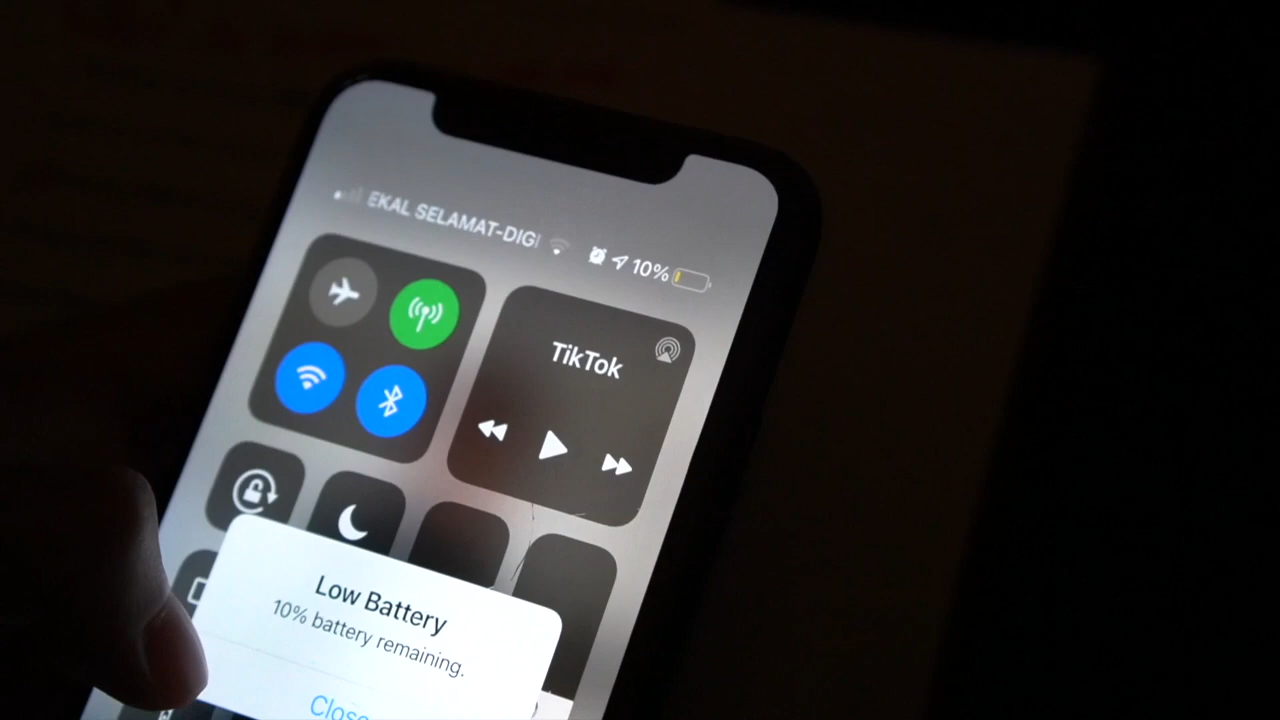 EKAL SELAMAT-DIGI
10%
TikTok
Low Battery
10% battery remaining.
Close